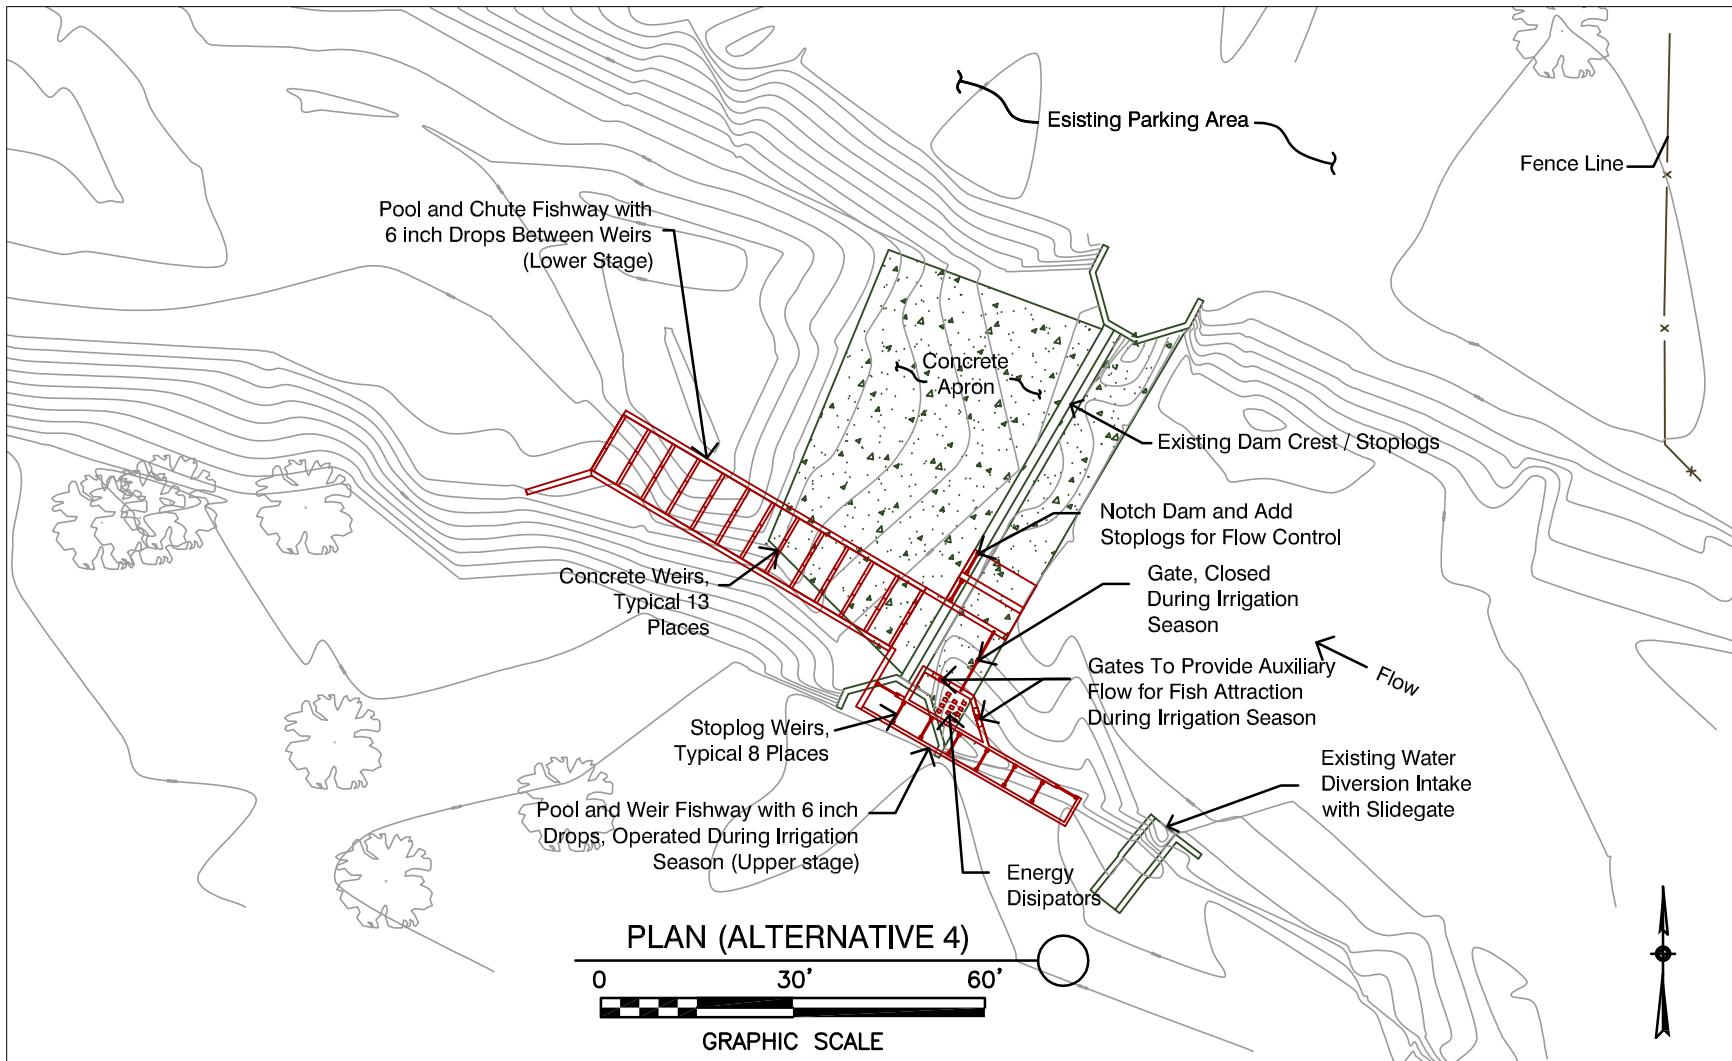 Esisting Parking Area
Fence Line
Pool and Chute Fishway with
6 inch Drops Between Weirs
(Lower Stage)
Concrete
Apron
Existing Dam Crest / Stoplogs
Notch Dam and Add
Stoplogs for Flow Control
Concrete Weirs,
Typical 13
Places
Gate, Closed
During Irrigation
Season
Gates To Provide Auxiliary
Flow for Fish Attraction
During Irrigation Season
Flow
Stoplog Weirs,
Typical 8 Places
Existing Water
Diversion Intake
with Slidegate
Pool and Weir Fishway with 6 inch
Drops, Operated During Irrigation
Season (Upper stage)
Energy
Disipators
PLAN (ALTERNATIVE 4)
0 30' 60'
GRAPHIC SCALE